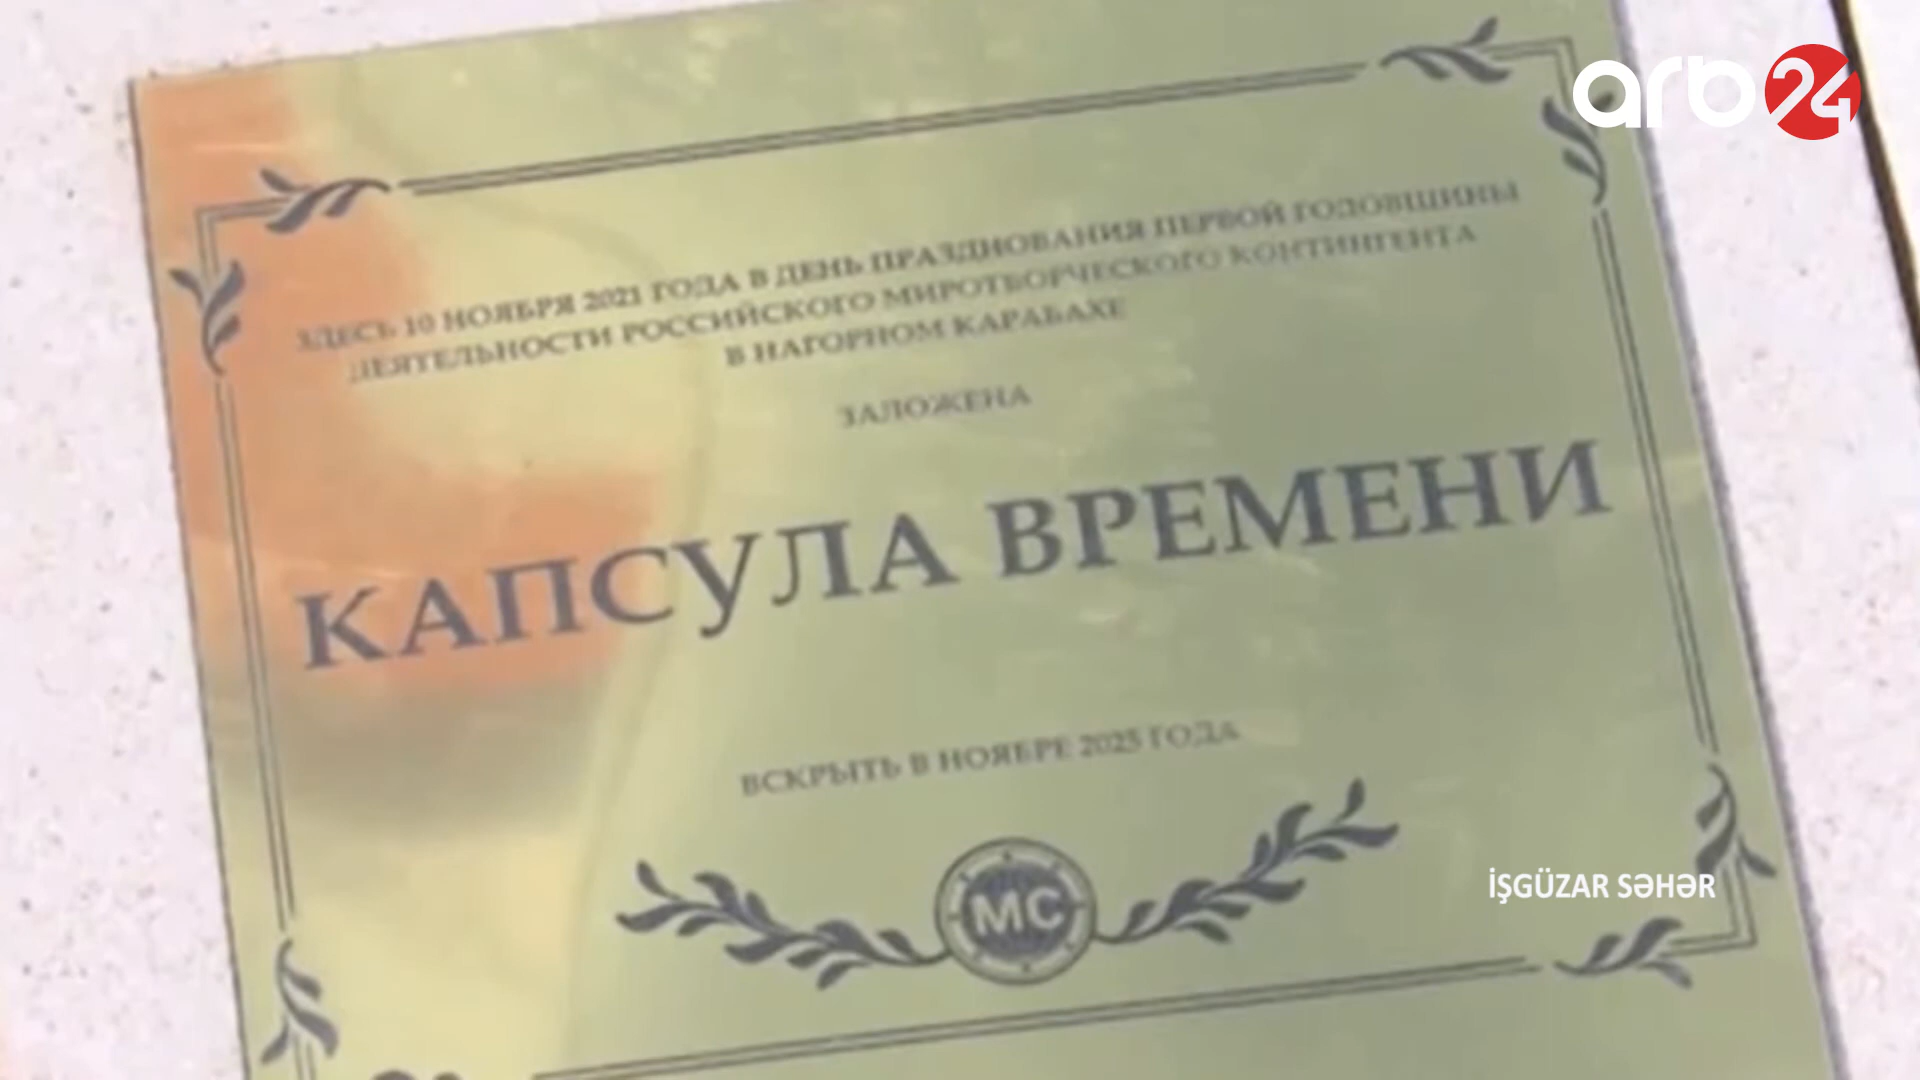 arb24
ЗДЕСЬ 10 НОЯБРЯ 2021 ГОДА В ДЕНЬ ПРАЗДНОВАНИЯ ПЕРВОЙ ГОДОВЩИНЫ
ДЕЯТЕЛЬНОСТИ РОССИЙСКОГО МИРОТВОРЧЕСКОГО КОНТИНГЕНТА
В НАГОРНОМ КАРАБАХЕ
ЗАЛОЖЕНА
КАПСУЛА ВРЕМЕНИ
ВСКРЫТЬ В НОЯБРЕ 2025 ГОДА
МС
İŞGÜZAR SƏHƏR